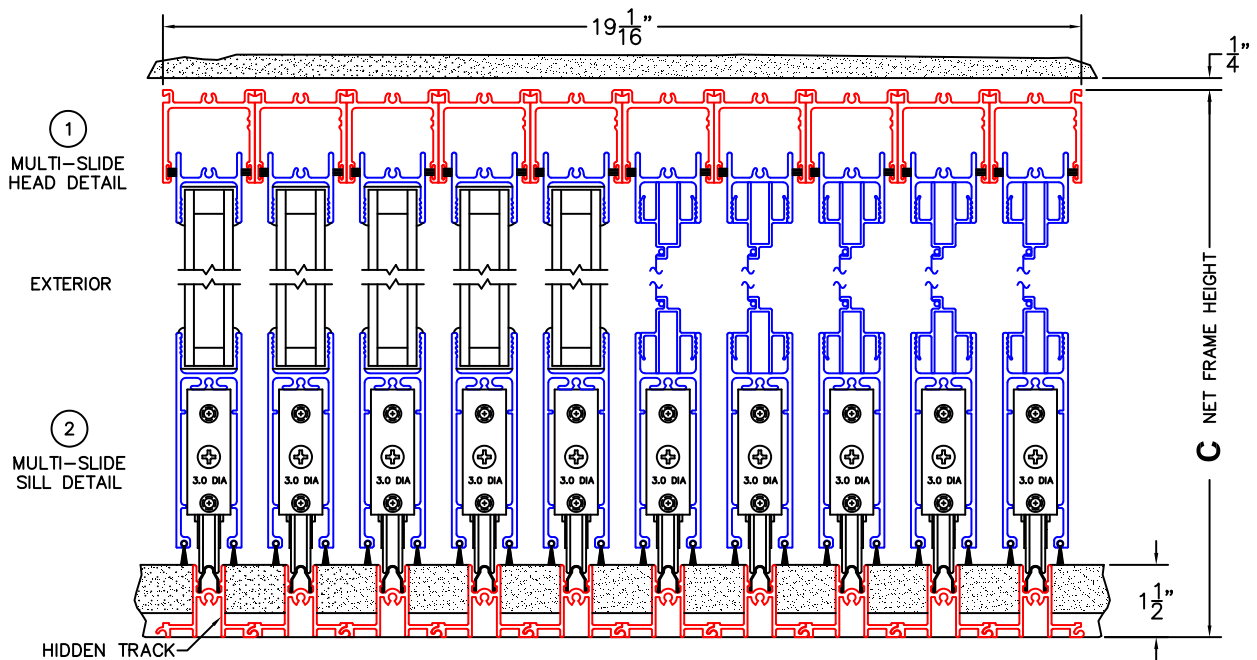 19 1/16"
1/4"
1
MULTI-SLIDE
HEAD DETAIL
EXTERIOR
C NET FRAME HEIGHT
2
MULTI-SLIDE
SILL DETAIL
3.0 DIA 3.0 DIA 3.0 DIA 3.0 DIA 3.0 DIA 3.0 DIA 3.0 DIA 3.0 DIA 3.0 DIA 3.0 DIA
1 1/2"
HIDDEN TRACK